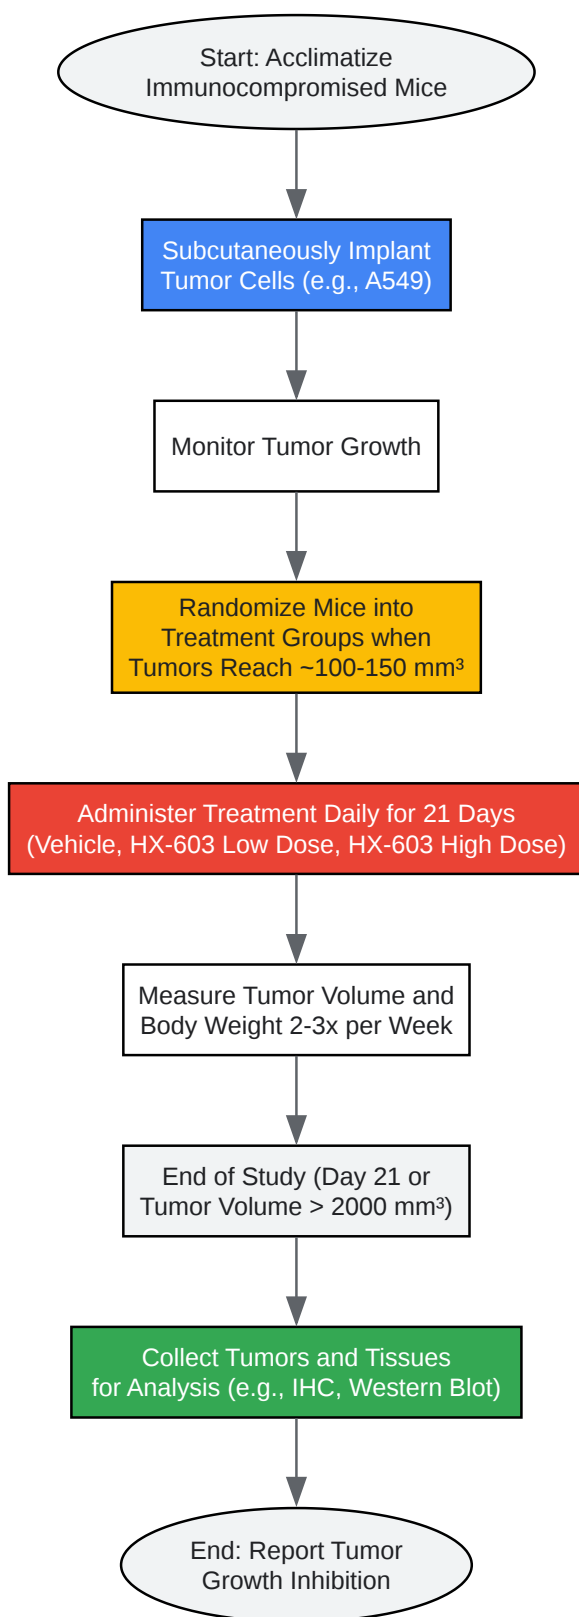 Start: Acclimatize
Immunocompromised Mice
Subcutaneously Implant
Tumor Cells (e.g., A549)
Monitor Tumor Growth
Randomize Mice into
Treatment Groups when
Tumors Reach ~100-150 mm³
Administer Treatment Daily for 21 Days
(Vehicle, HX-603 Low Dose, HX-603 High Dose)
Measure Tumor Volume and
Body Weight 2-3x per Week
End of Study (Day 21 or
Tumor Volume > 2000 mm³)
Collect Tumors and Tissues
for Analysis (e.g., IHC, Western Blot)
End: Report Tumor
Growth Inhibition